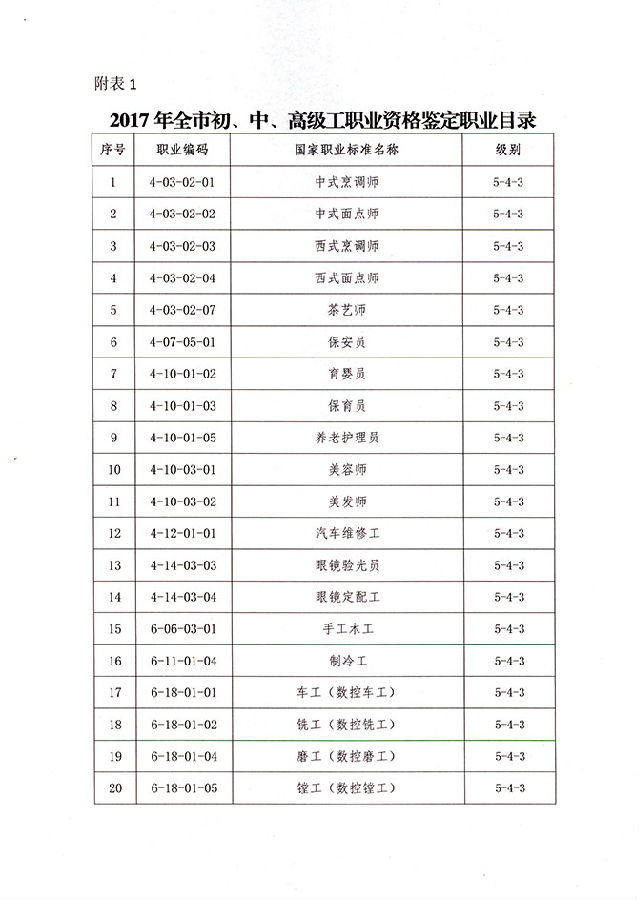 附表 1
2017 年全市初、中、高级工职业资格鉴定职业目录
序号 职业编码 国家职业标准名称 级别
1 4-03-02-01 中式烹调师 5-4-3
2 4-03-02-02 中式面点师 5-4-3
3 4-03-02-03 西式烹调师 5-4-3
4 4-03-02-04 西式面点师 5-4-3
5 4-03-02-07 茶艺师 5-4-3
6 4-07-05-01 保安员 5-4-3
7 4-10-01-02 育婴员 5-4-3
8 4-10-01-03 保育员 5-4-3
9 4-10-01-05 养老护理员 5-4-3
10 4-10-03-01 美容师 5-4-3
11 4-10-03-02 美发师 5-4-3
12 4-12-01-01 汽车维修工 5-4-3
13 4-14-03-03 眼镜验光员 5-4-3
14 4-14-03-04 眼镜定配工 5-4-3
15 6-06-03-01 手工木工 5-4-3
16 6-11-01-04 制冷工 5-4-3
17 6-18-01-01 车工（数控车工） 5-4-3
18 6-18-01-02 铣工（数控铣工） 5-4-3
19 6-18-01-04 磨工（数控磨工） 5-4-3
20 6-18-01-05 镗工（数控镗工） 5-4-3